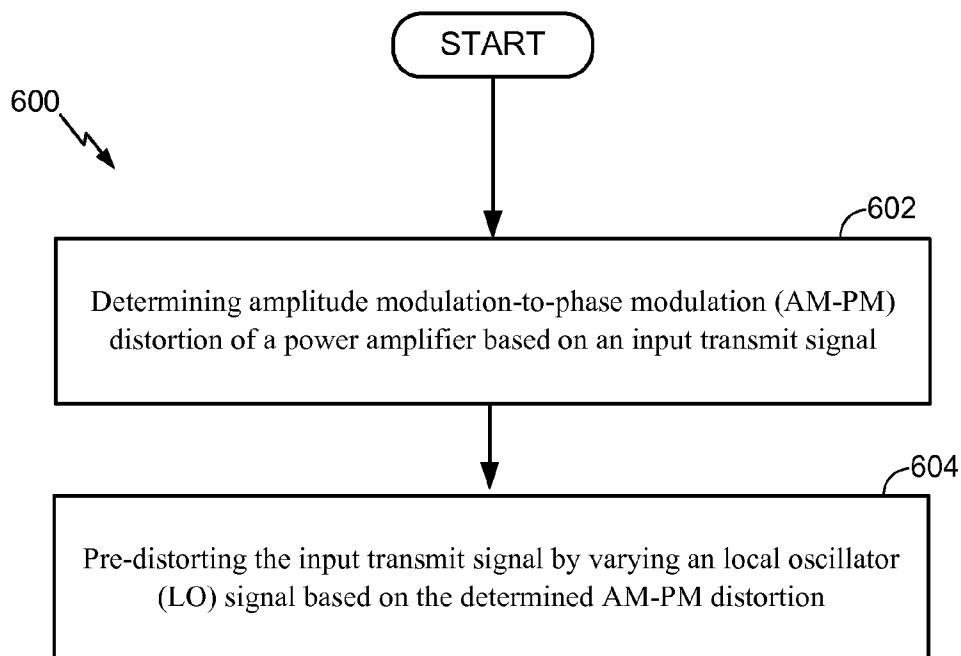 START
600
602
Determining amplitude modulation-to-phase modulation (AM-PM)
distortion of a power amplifier based on an input transmit signal
604
Pre-distorting the input transmit signal by varying an local oscillator
(LO) signal based on the determined AM-PM distortion